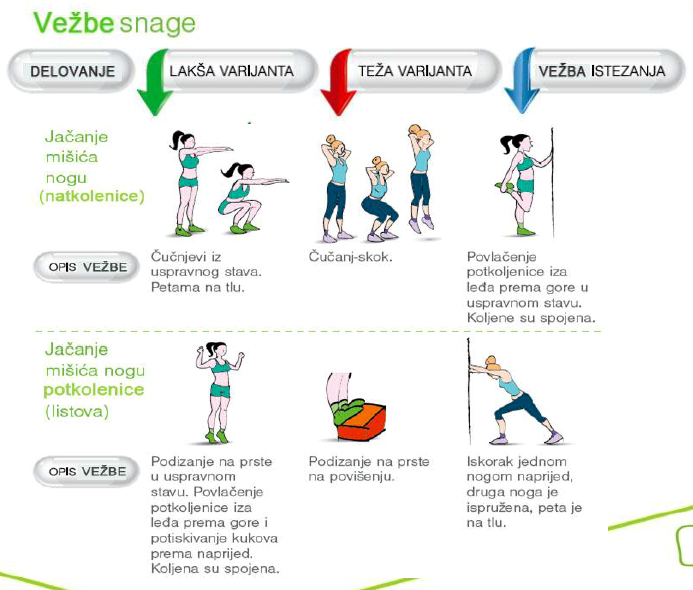 Vežbe snage
DELOVANJE
LAKŠA VARIJANTA
TEŽA VARIJANTA
VEŽBA ISTEZANJA
Jačanje
mišića
nogu
(natkolenice)
OPIS VEŽBE
Čučnjevi iz
uspravnog stava.
Petama na tlu.
Čučanj-skok.
Povlačenje
potkoljenice iza
leđa prema gore u
uspravnom stavu.
Koljene su spojena.
Jačanje
mišića nogu
potkolenice
(listova)
OPIS VEŽBE
Podizanje na prste
u uspravnom
stavu. Povlačenje
potkoljenice iza
leđa prema gore i
potiskivanje kukova
prema naprijed.
Koljena su spojena.
Podizanje na prste
na povišenju.
Iskorak jednom
nogom naprijed,
druga noga je
ispružena, peta je
na tlu.